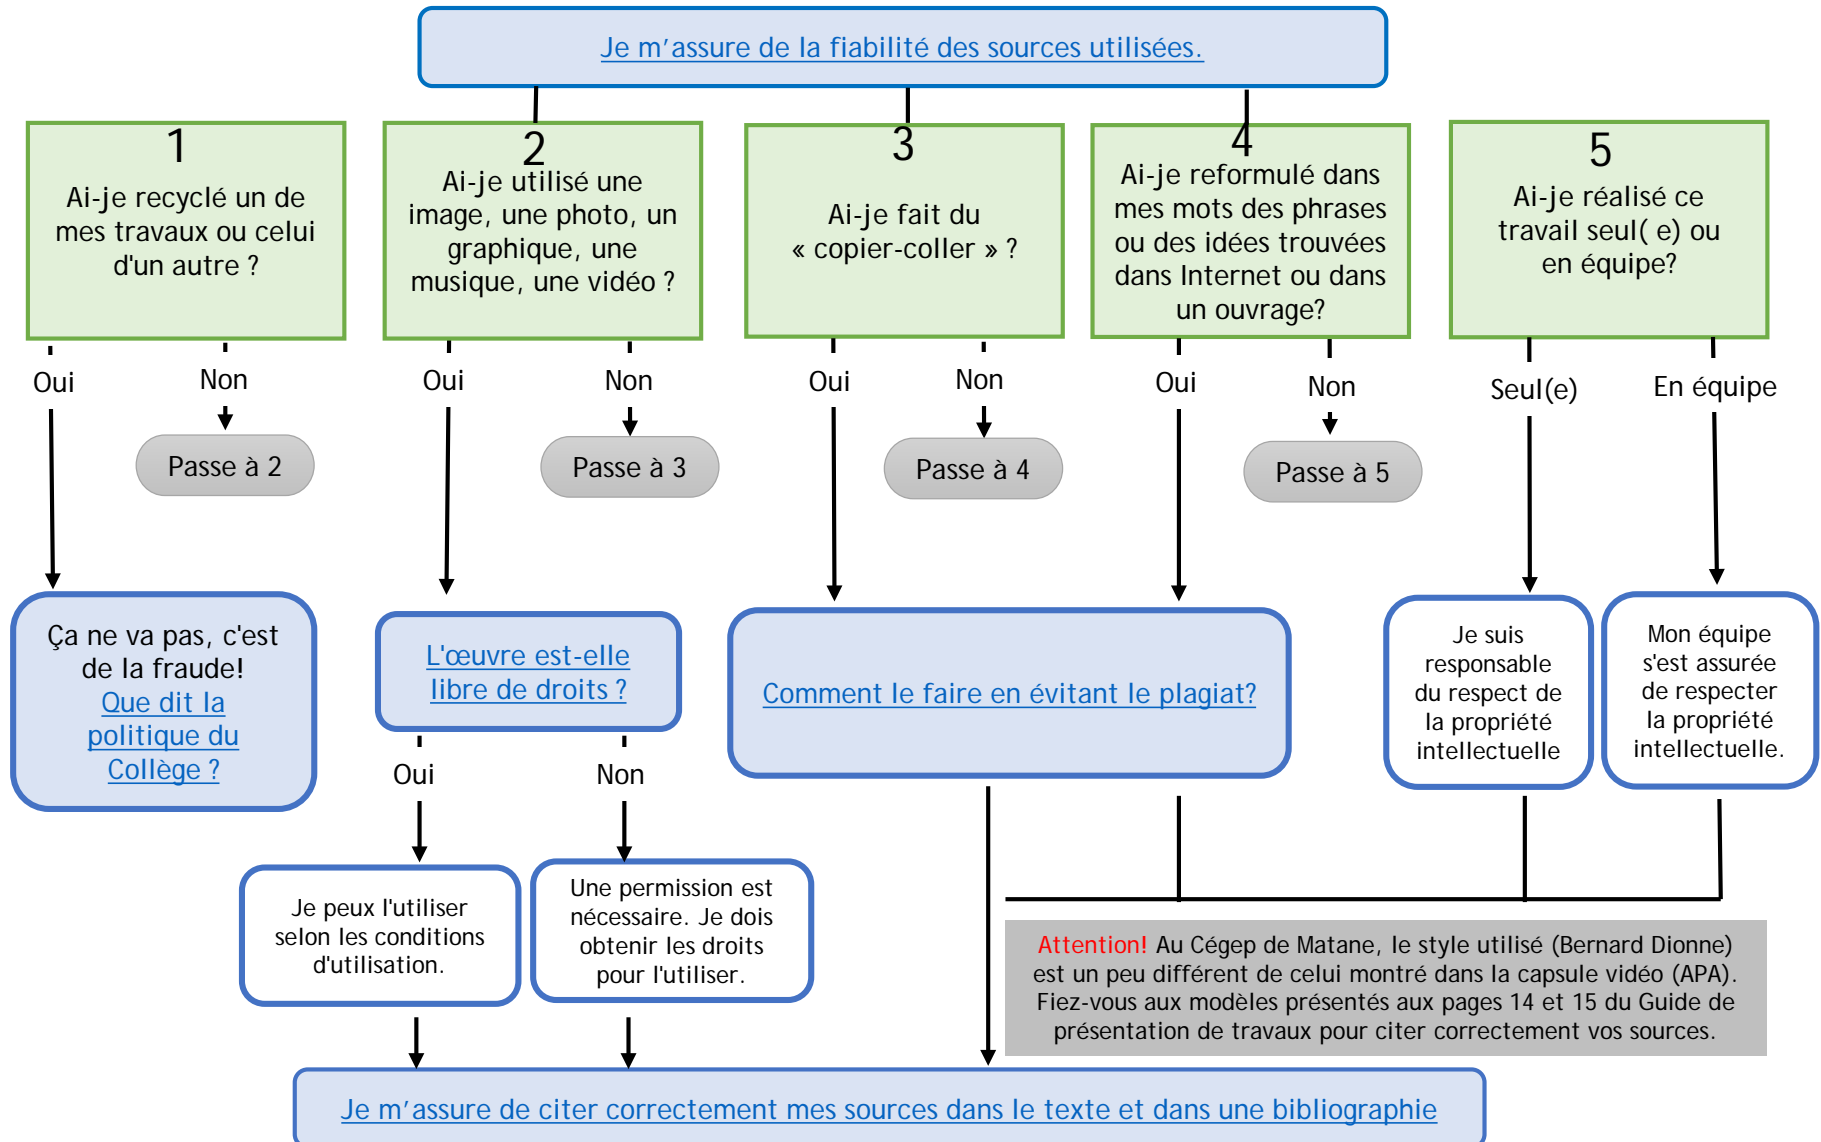 Je m’assure de la fiabilité des sources utilisées.
1
Ai-je recyclé un de
mes travaux ou celui
d'un autre ?
2
Ai-je utilisé une
image, une photo, un
graphique, une
musique, une vidéo ?
3
Ai-je fait du
« copier-coller » ?
4
Ai-je reformulé dans
mes mots des phrases
ou des idées trouvées
dans Internet ou dans
un ouvrage?
5
Ai-je réalisé ce
travail seul( e) ou
en équipe?
Oui
Non
Oui
Non
Oui
Non
Oui
Non
Seul(e)
En équipe
Passe à 2
Passe à 3
Passe à 4
Passe à 5
Ça ne va pas, c'est
de la fraude!
Que dit la
politique du
Collège ?
L'œuvre est-elle
libre de droits ?
Comment le faire en évitant le plagiat?
Je suis
responsable
du respect de
la propriété
intellectuelle
Mon équipe
s'est assurée
de respecter
la propriété
intellectuelle.
Oui
Non
Je peux l'utiliser
selon les conditions
d'utilisation.
Une permission est
nécessaire. Je dois
obtenir les droits
pour l'utiliser.
Attention! Au Cégep de Matane, le style utilisé (Bernard Dionne)
est un peu différent de celui montré dans la capsule vidéo (APA).
Fiez-vous aux modèles présentés aux pages 14 et 15 du Guide de
présentation de travaux pour citer correctement vos sources.
Je m’assure de citer correctement mes sources dans le texte et dans une bibliographie